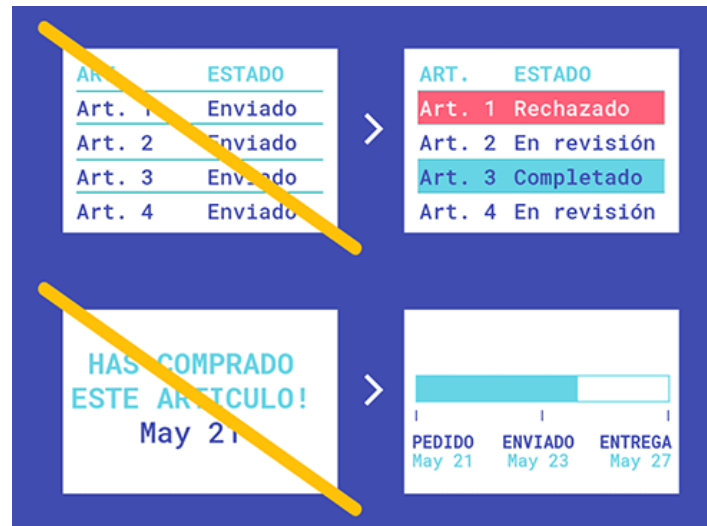 ART. ESTADO
Art. 1 Enviado
Art. 2 Enviado
Art. 3 Enviado
Art. 4 Enviado
ART. ESTADO
Art. 1 Rechazado
Art. 2 En revisión
Art. 3 Completado
Art. 4 En revisión
HAS COMPRADO
ESTE ARTICULO!
May 21
PEDIDO ENVIADO ENTREGA
May 21 May 23 May 27